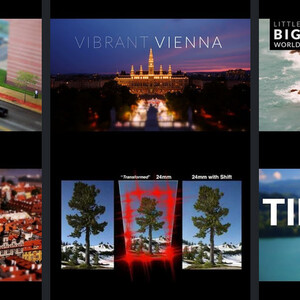 VIBRANT VIENNA
LITTLE
BIG
WORLD
"Transformed" 24mm
24mm with Shift
TI